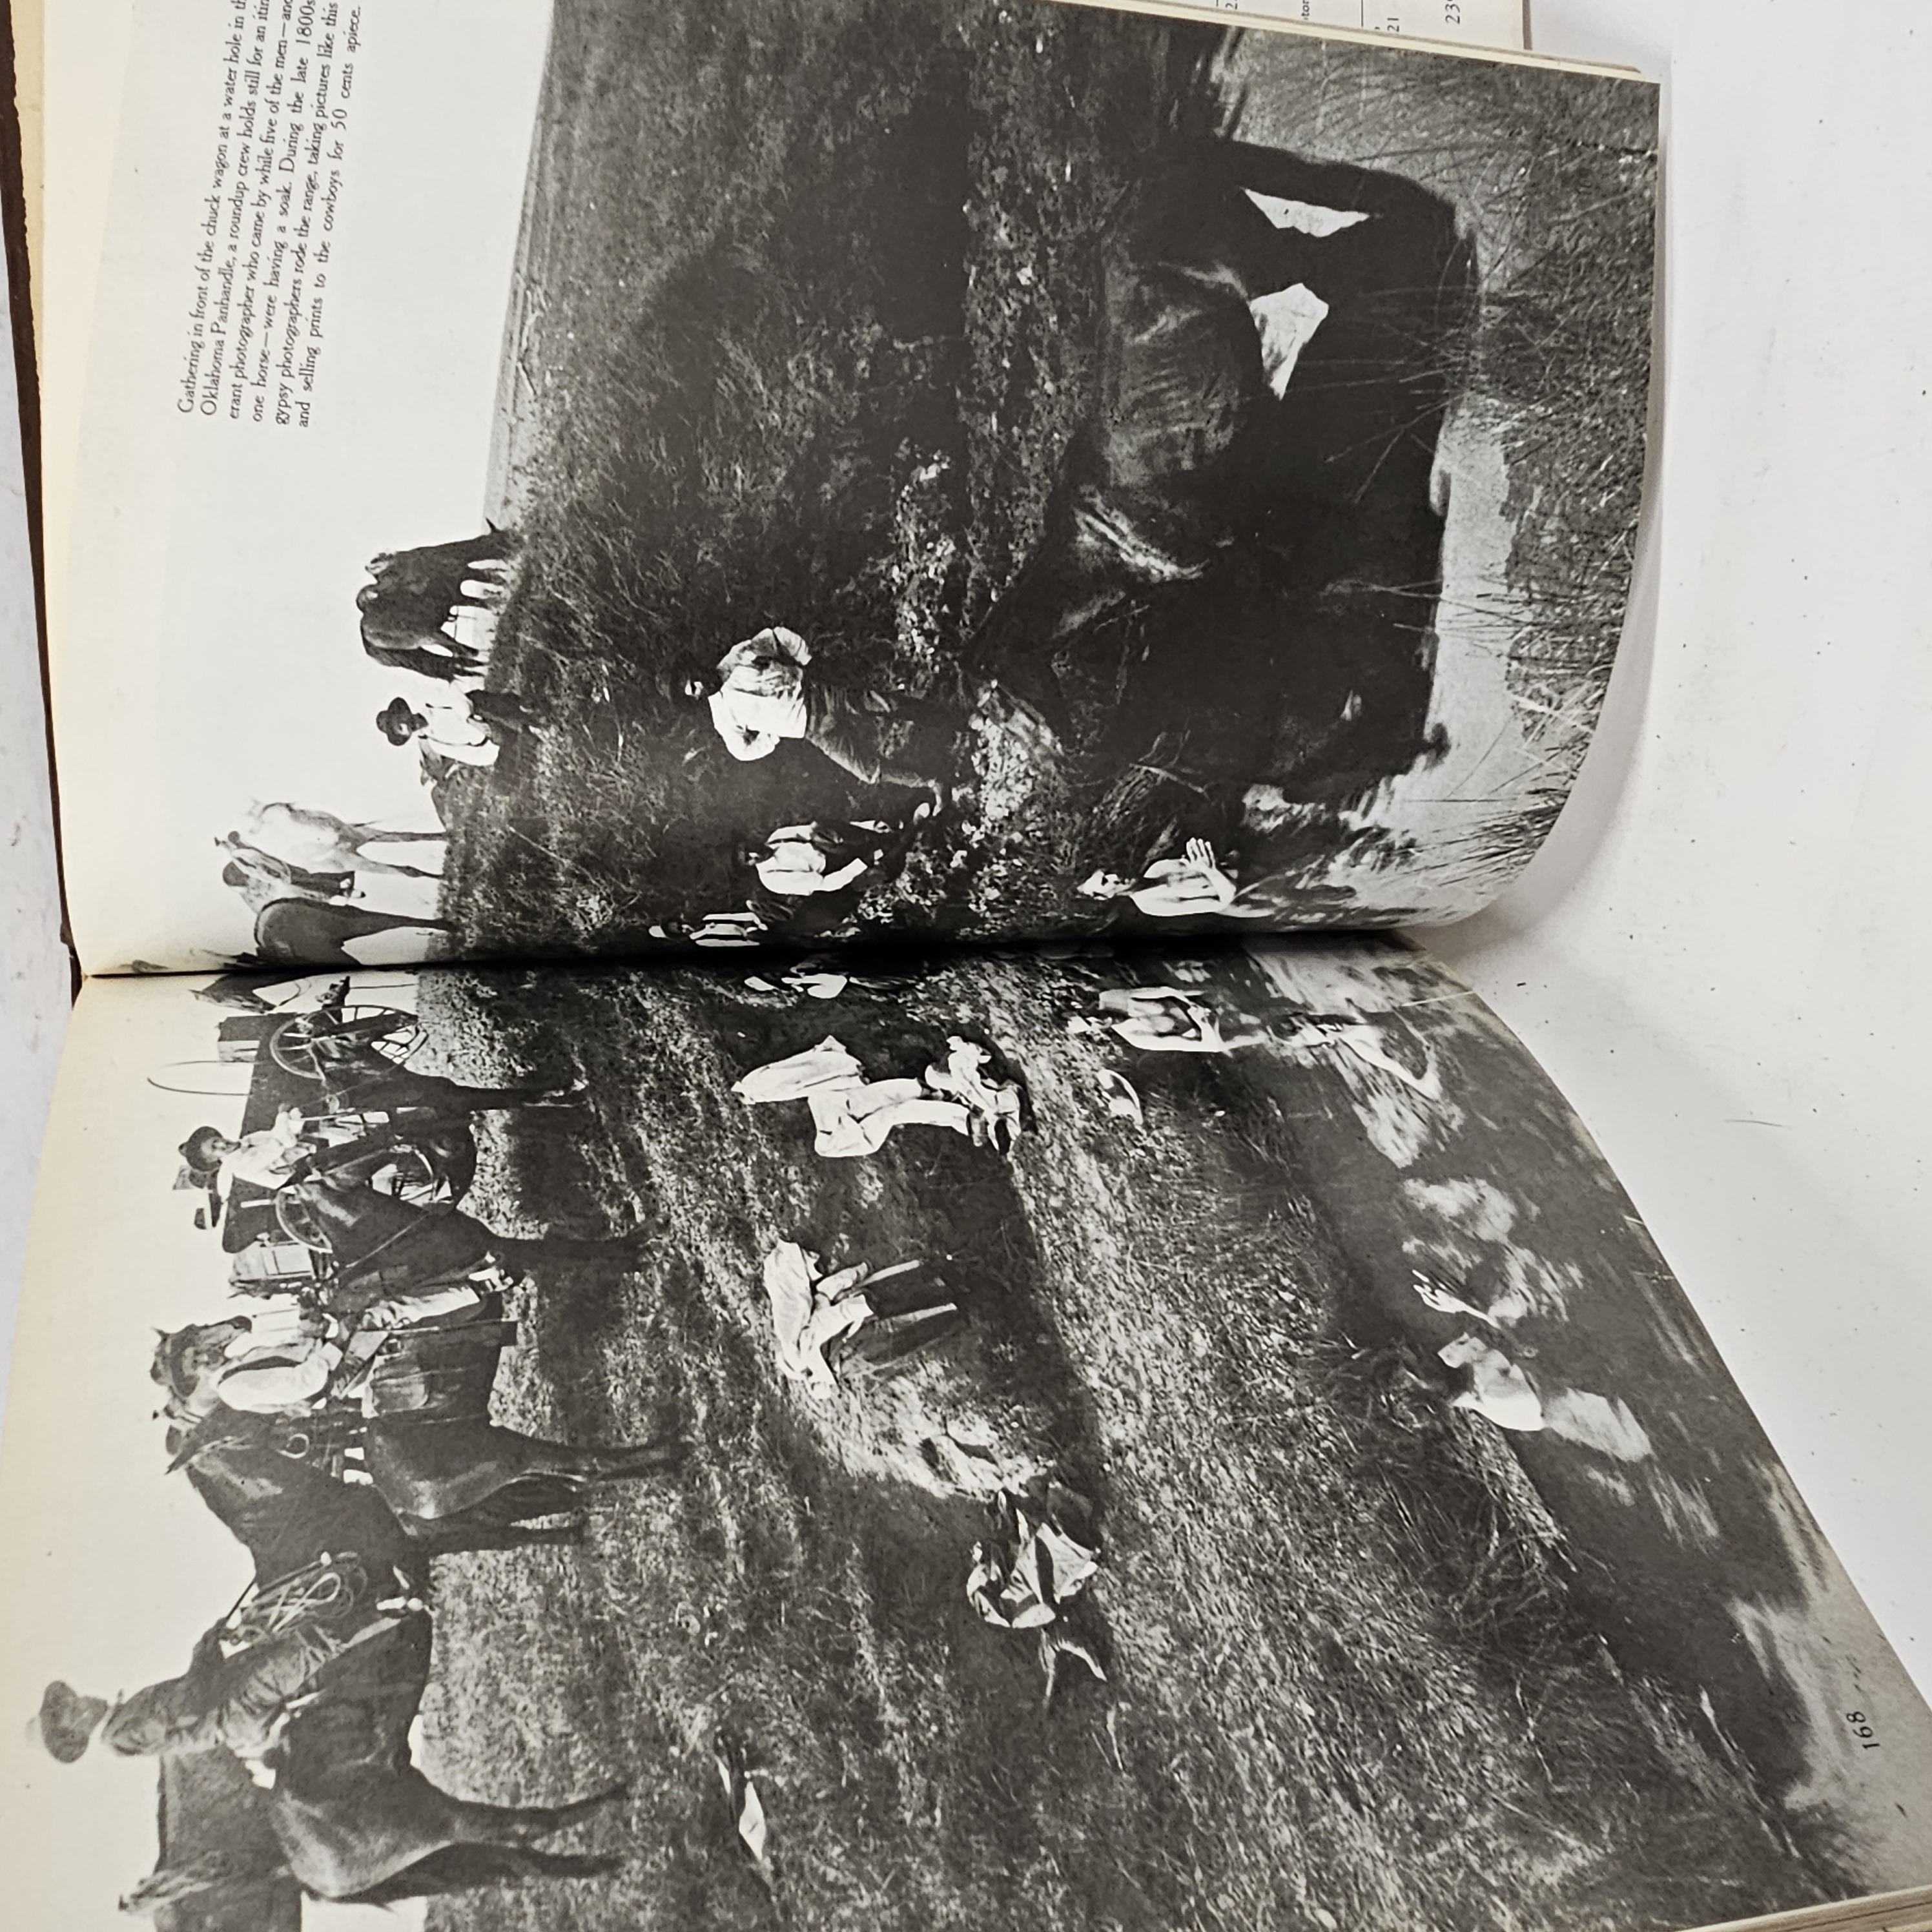 Gathering in front of the chuck wagon at a water hole in th
Oklahoma Panhandle, a roundup crew holds still for an itin
erant photographer who came by while five of the men—and
one horse—were having a soak. During the late 1800s
gypsy photographers rode the range, taking pictures like this
and selling prints to the cowboys for 50 cents apiece.
168
21